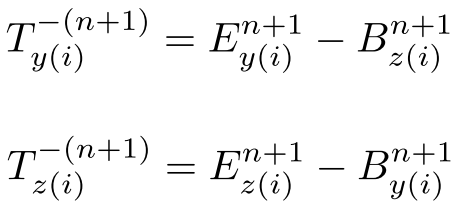 T_{y(i)}^{-(n+1)} = E_{y(i)}^{n+1} - B_{z(i)}^{n+1}
T_{z(i)}^{-(n+1)} = E_{z(i)}^{n+1} - B_{y(i)}^{n+1}